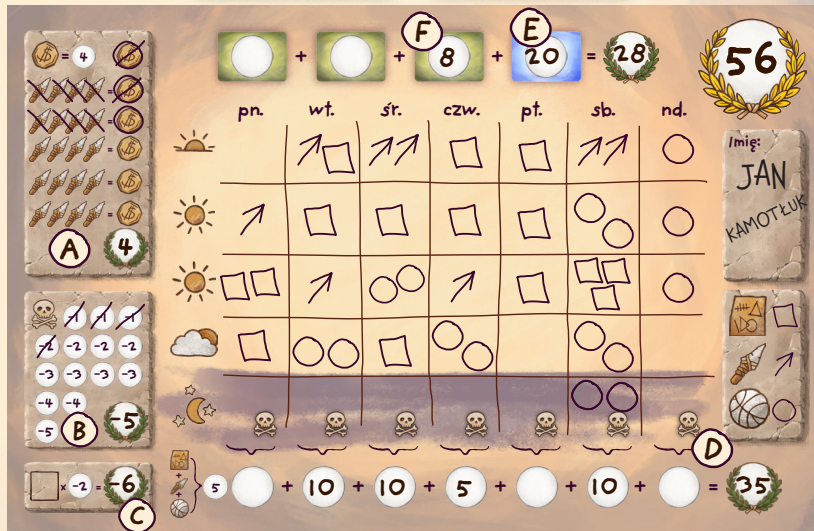 F E
+ + 8 + 20 = 28
56
= 4
pn. wt. śr. czw. pt. sb. nd.
Imię:
JAN
KAMOTŁUK
=
=
=
=
=
A 4
-1 -1 -1
-2 -2 -2 -2
-3 -3 -3 -3
-4 -4
-5 B -5
× -2 = -6
C
D
+
+
5 + 10 + 10 + 5 + + 10 + = 35